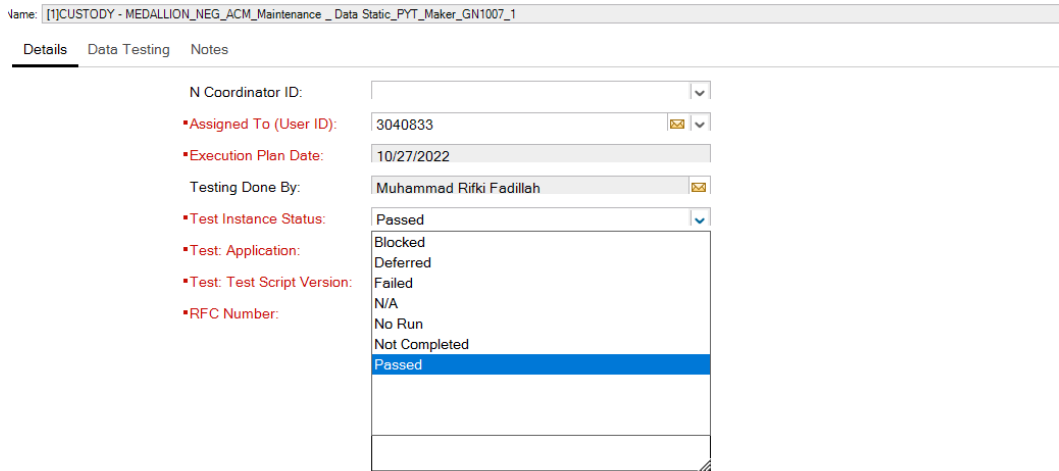 Name: [1]CUSTODY - MEDALLION_NEG_ACM_Maintenance _ Data Static_PYT_Maker_GN1007_1
Details Data Testing Notes
N Coordinator ID:
Assigned To (User ID): 3040833
Execution Plan Date: 10/27/2022
Testing Done By: Muhammad Rifki Fadillah
Test Instance Status: Passed
Blocked
Test: Application:
Deferred
Test: Test Script Version: Failed
N/A
RFC Number:
No Run
Not Completed
Passed